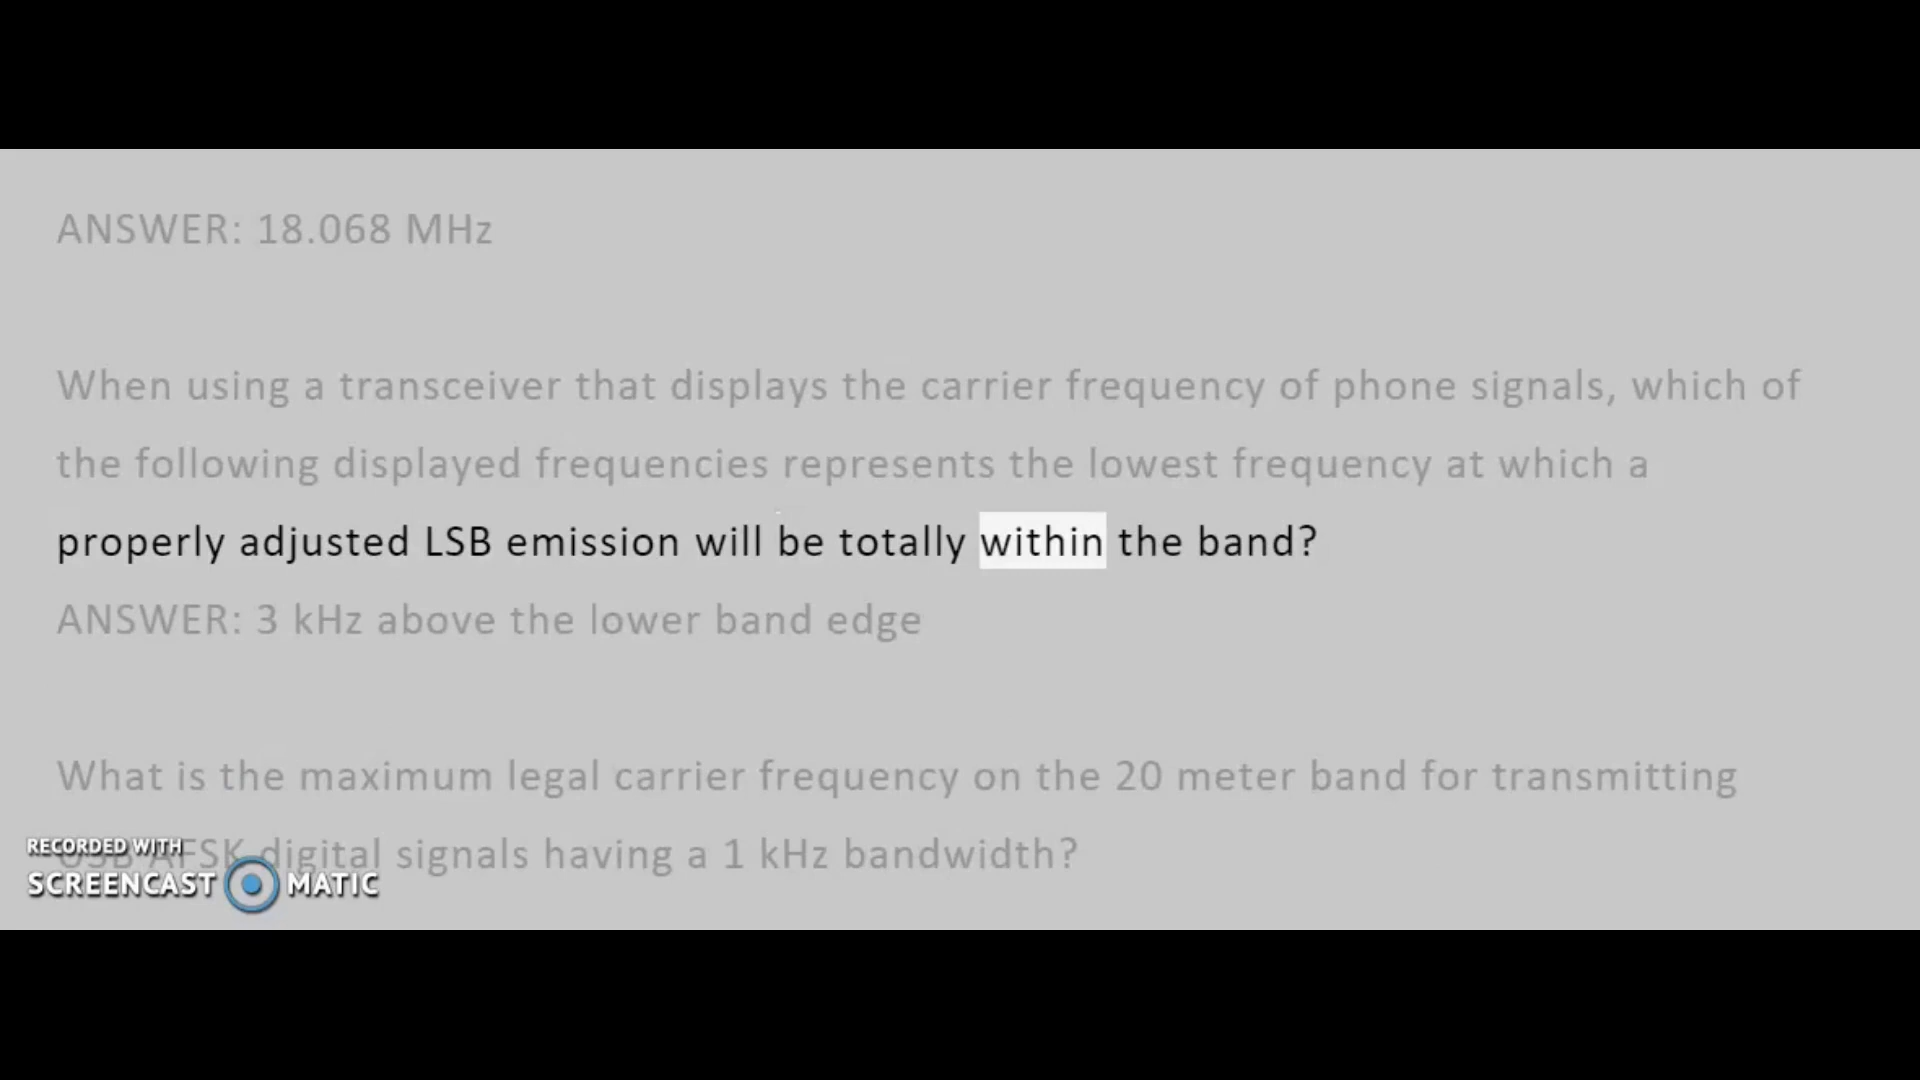 ANSWER: 18.068 MHz
When using a transceiver that displays the carrier frequency of phone signals, which of
the following displayed frequencies represents the lowest frequency at which a
properly adjusted LSB emission will be totally within the band?
ANSWER: 3 kHz above the lower band edge
What is the maximum legal carrier frequency on the 20 meter band for transmitting
USB AFSK digital signals having a 1 kHz bandwidth?
RECORDED WITH
SCREENCAST MATIC